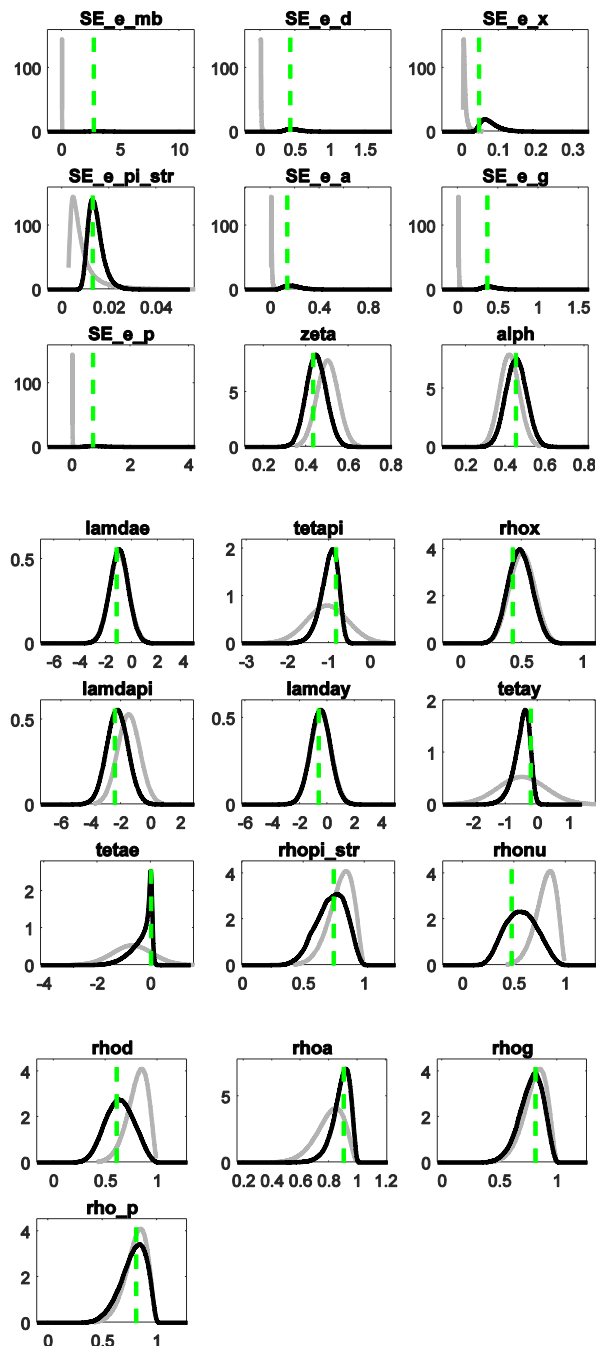 SE_e_mb SE_e_d SE_e_x
100 100 100
0 0 0
0 5 10 0 0.5 1 1.5 0 0.1 0.2 0.3
SE_e_pi_str SE_e_a SE_e_g
100 100 100
0 0 0
0 0.02 0.04 0 0.4 0.8 0 0.5 1 1.5
SE_e_p zeta alph
100 5 5
0 0 0
0 2 4 0.2 0.4 0.6 0.8 0.2 0.4 0.6 0.8
lamdae tetapi rhox
0.5 2 4
1 2
0 0 0
-6 -4 -2 0 2 4 -3 -2 -1 0 0 0.5 1
lamdapi lamday tetay
0.5 0.5 2
1
0 0 0
-6 -4 -2 0 2 -4 -2 0 2 4 -2 -1 0 1
tetae rhopi_str rhonu
2 4 4
1 2 2
0 0 0
-4 -2 0 0 0.5 1 0 0.5 1
rhod rhoa rhog
4 5 4
2 2
0 0 0
0 0.5 1 0.2 0.4 0.6 0.8 1 1.2 0 0.5 1
rho_p
4
2
0
0 0.5 1